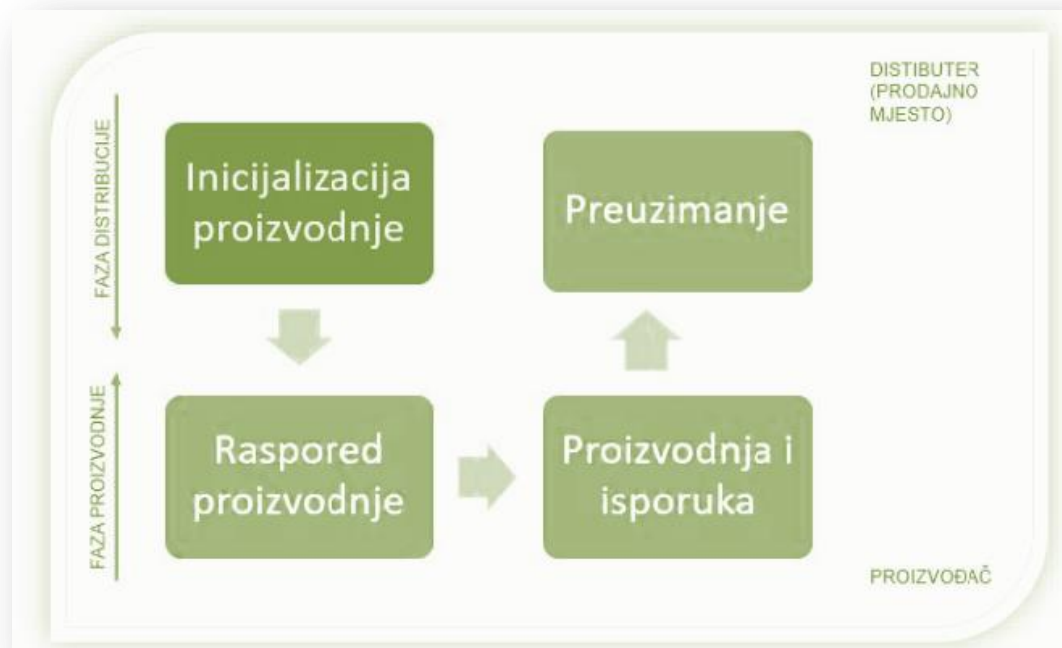 DISTIBUTER
(PRODAJNO
MJESTO)
FAZA DISTRIBUCIJE
Inicijalizacija
proizvodnje
Preuzimanje
FAZA PROIZVODNJE
Raspored
proizvodnje
Proizvodnja i
isporuka
PROIZVOĐAČ